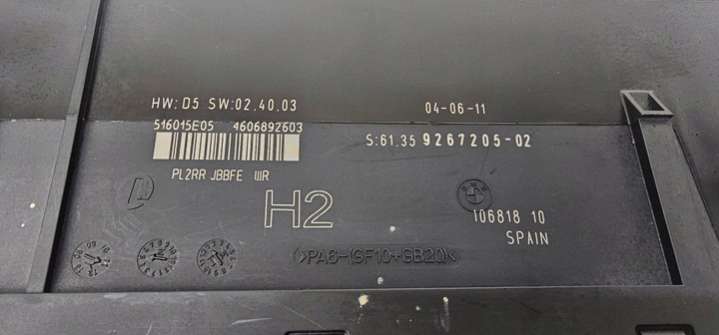 HW: D5 SW:02.40.03
04-06-11
516015E05 4606892603
S:61.35 9267205-02
PL2RR JBBFE WR
H2
106818 10
SPAIN
>PA6-(GF10+GB20)<